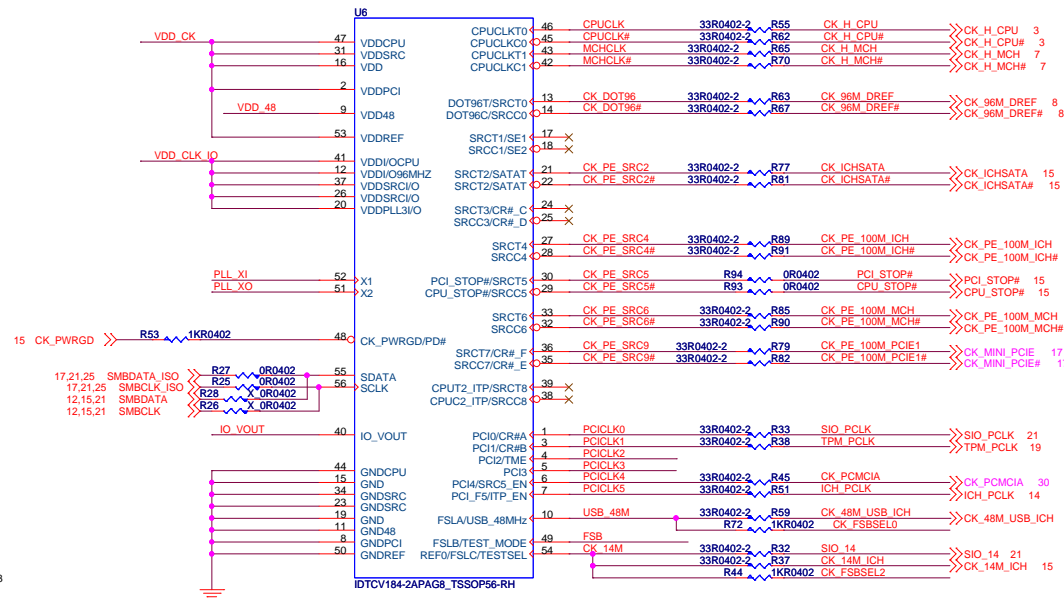 U6
VDD_CK 47 VDDCPU
31 VDDSRC
16 VDD
2 VDDPCI
VDD_48 9 VDD48
53 VDDREF
VDD_CLK_IO 41 VDDI/OCPU
12 VDDI/O96MHZ
37 VDDSRCI/O
26 VDDSRCI/O
20 VDDPLL3I/O
PLL_XI 52 X1
PLL_XO 51 X2
15 CK_PWRGD R53 1KR0402 48 CK_PWRGD/PD#
17,21,25 SMBDATA_ISO R27 0R0402 55 SDATA
17,21,25 SMBCLK_ISO R25 0R0402 56 SCLK
12,15,21 SMBDATA R28 X_0R0402
12,15,21 SMBCLK R26 X_0R0402
IO_VOUT 40 IO_VOUT
44 GNDCPU
15 GND
34 GNDSRC
23 GNDSRC
19 GND
11 GND48
8 GNDPCI
50 GNDREF
CPUCLKT0 46 CPUCLK 33R0402-2 R55 CK_H_CPU CK_H_CPU 3
CPUCLKC0 45 CPUCLK# 33R0402-2 R62 CK_H_CPU# CK_H_CPU# 3
CPUCLKT1 43 MCHCLK 33R0402-2 R65 CK_H_MCH CK_H_MCH 7
CPUCLKC1 42 MCHCLK# 33R0402-2 R70 CK_H_MCH# CK_H_MCH# 7
DOT96T/SRCT0 13 CK_DOT96 33R0402-2 R63 CK_96M_DREF CK_96M_DREF 8
DOT96C/SRCC0 14 CK_DOT96# 33R0402-2 R67 CK_96M_DREF# CK_96M_DREF# 8
SRCT1/SE1 17
SRCC1/SE2 18
SRCT2/SATAT 21 CK_PE_SRC2 33R0402-2 R77 CK_ICHSATA CK_ICHSATA 15
SRCT2/SATAT 22 CK_PE_SRC2# 33R0402-2 R81 CK_ICHSATA# CK_ICHSATA# 15
SRCT3/CR#_C 24
SRCC3/CR#_D 25
SRCT4 27 CK_PE_SRC4 33R0402-2 R89 CK_PE_100M_ICH CK_PE_100M_ICH
SRCC4 28 CK_PE_SRC4# 33R0402-2 R91 CK_PE_100M_ICH# CK_PE_100M_ICH#
PCI_STOP#/SRCT5 30 CK_PE_SRC5 R94 0R0402 PCI_STOP# PCI_STOP# 15
CPU_STOP#/SRCC5 29 CK_PE_SRC5# R93 0R0402 CPU_STOP# CPU_STOP# 15
SRCT6 33 CK_PE_SRC6 33R0402-2 R85 CK_PE_100M_MCH CK_PE_100M_MCH
SRCC6 32 CK_PE_SRC6# 33R0402-2 R90 CK_PE_100M_MCH# CK_PE_100M_MCH#
SRCT7/CR#_F 36 CK_PE_SRC9 33R0402-2 R79 CK_PE_100M_PCIE1 CK_MINI_PCIE 17
SRCC7/CR#_E 35 CK_PE_SRC9# 33R0402-2 R82 CK_PE_100M_PCIE1# CK_MINI_PCIE#
CPUT2_ITP/SRCT8 39
CPUC2_ITP/SRCC8 38
PCI0/CR#A 1 PCICLK0 33R0402-2 R33 SIO_PCLK SIO_PCLK 21
PCI1/CR#B 3 PCICLK1 33R0402-2 R38 TPM_PCLK TPM_PCLK 19
PCI2/TME 4 PCICLK2
PCI3 5 PCICLK3
PCI4/SRC5_EN 6 PCICLK4 33R0402-2 R45 CK_PCMCIA CK_PCMCIA 30
PCI_F5/ITP_EN 7 PCICLK5 33R0402-2 R51 ICH_PCLK ICH_PCLK 14
FSLA/USB_48MHz 10 USB_48M 33R0402-2 R59 CK_48M_USB_ICH CK_48M_USB_ICH
R72 1KR0402 CK_FSBSEL0
FSLB/TEST_MODE 49 FSB
REF0/FSLC/TESTSEL 54 CK_14M 33R0402-2 R32 SIO_14 SIO_14 21
33R0402-2 R37 CK_14M_ICH CK_14M_ICH 15
R44 1KR0402 CK_FSBSEL2
IDTCV184-2APAG8_TSSOP56-RH